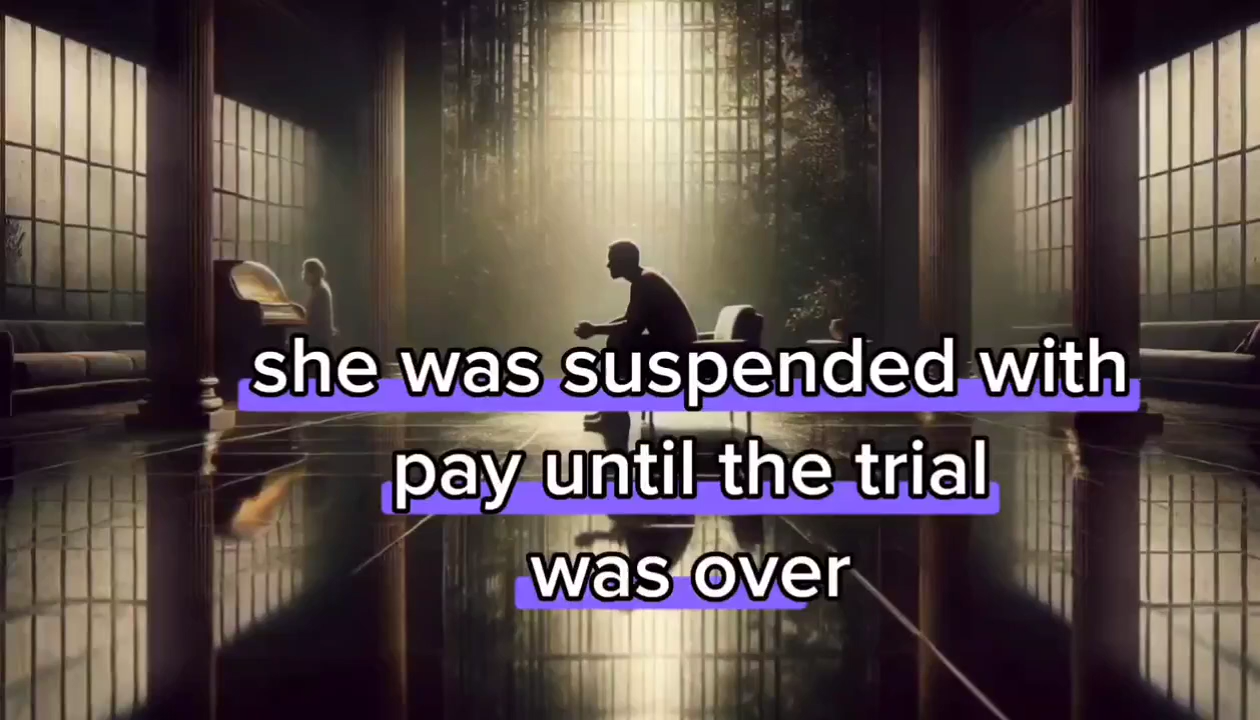 she was suspended with
pay until the trial
was over